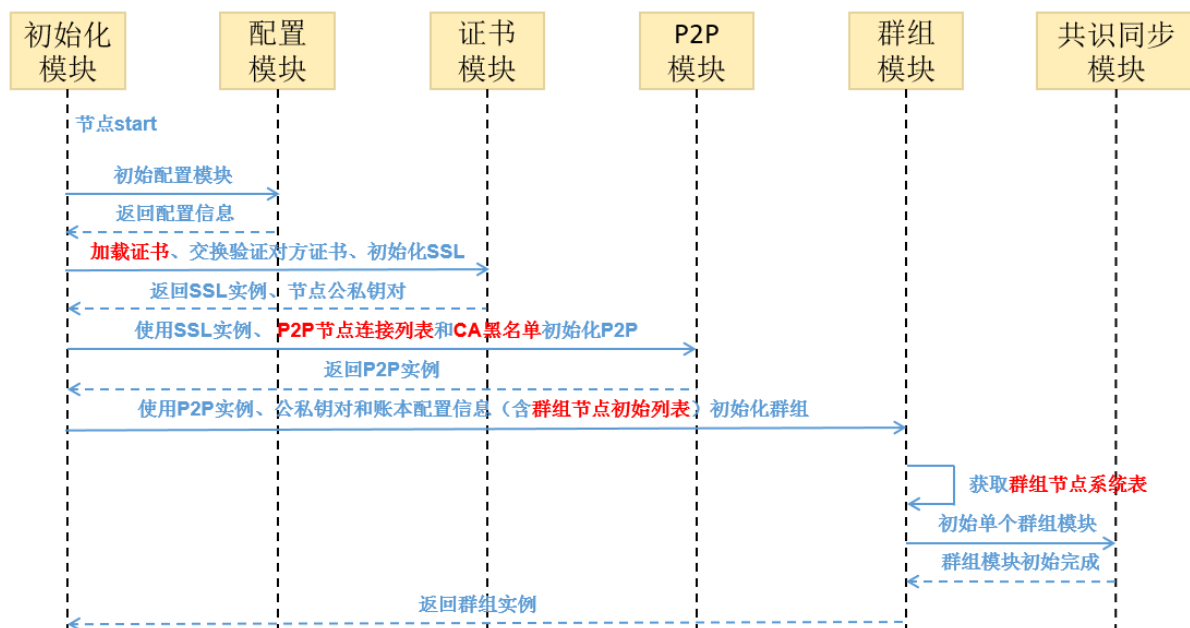 初始化
模块
配置
模块
证书
模块
P2P
模块
群组
模块
共识同步
模块
节点start
初始配置模块
返回配置信息
加载证书、交换验证对方证书、初始化SSL
返回SSL实例、节点公私钥对
使用SSL实例、P2P节点连接列表和CA黑名单初始化P2P
返回P2P实例
使用P2P实例、公私钥对和账本配置信息（含群组节点初始列表）初始化群组
获取群组节点系统表
初始单个群组模块
群组模块初始完成
返回群组实例